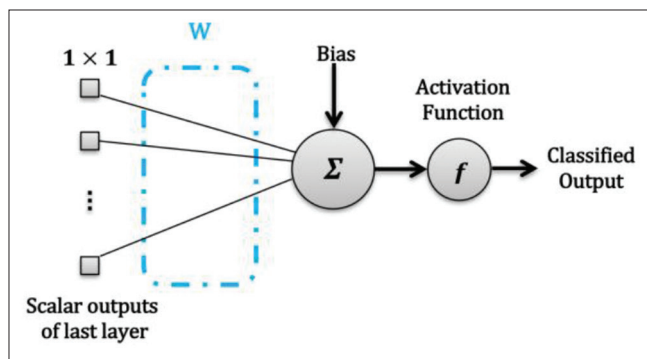 W
1 × 1
Bias
Activation
Function
Σ
f
Classified
Output
⋮
Scalar outputs
of last layer